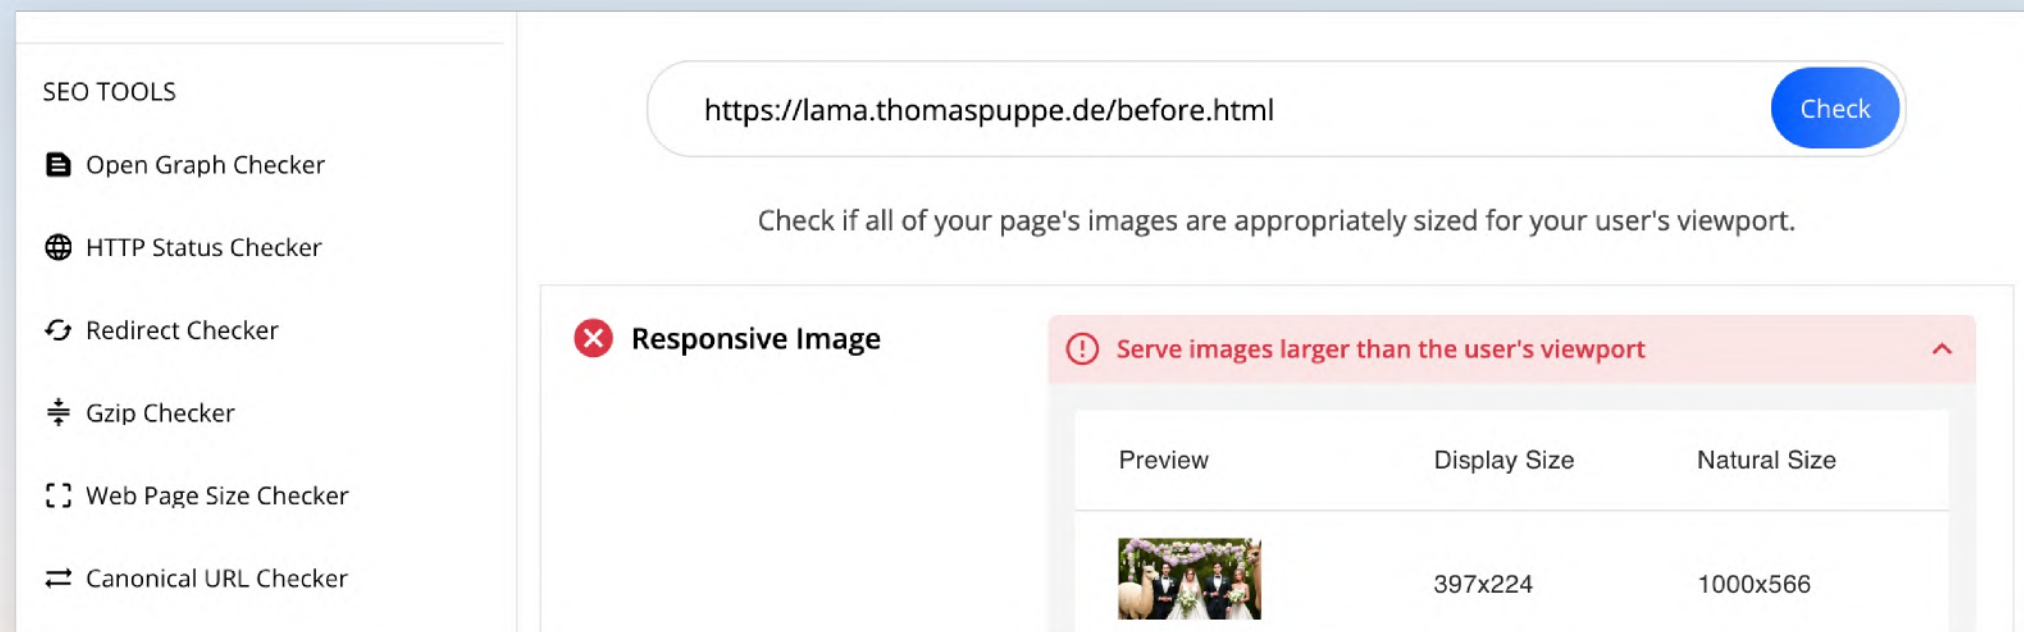 SEO TOOLS
Open Graph Checker
HTTP Status Checker
Redirect Checker
Gzip Checker
Web Page Size Checker
Canonical URL Checker
https://lama.thomaspuppe.de/before.html
Check
Check if all of your page's images are appropriately sized for your user's viewport.
Responsive Image
Serve images larger than the user's viewport
Preview Display Size Natural Size
397x224 1000x566